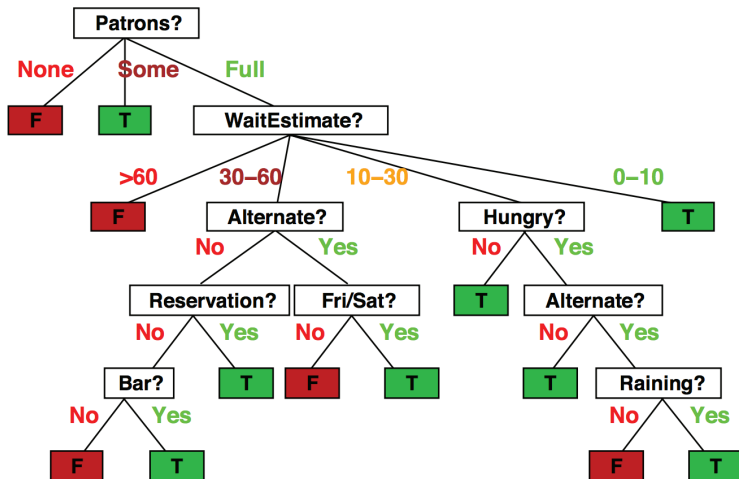 Patrons?
None Some Full
F T WaitEstimate?
>60 30–60 10–30 0–10
F Alternate? Hungry? T
No Yes No Yes
Reservation? Fri/Sat? T Alternate?
No Yes No Yes No Yes
Bar? T F T T Raining?
No Yes No Yes
F T F T